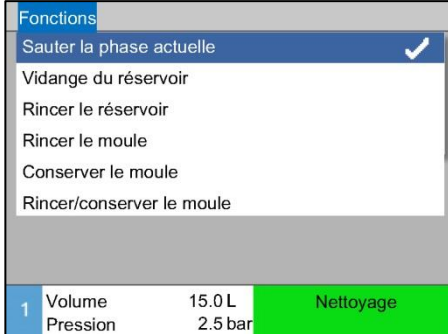 Fonctions
Sauter la phase actuelle
Vidange du réservoir
Rincer le réservoir
Rincer le moule
Conserver le moule
Rincer/conserver le moule
1 Volume 15.0 L Nettoyage
Pression 2.5 bar